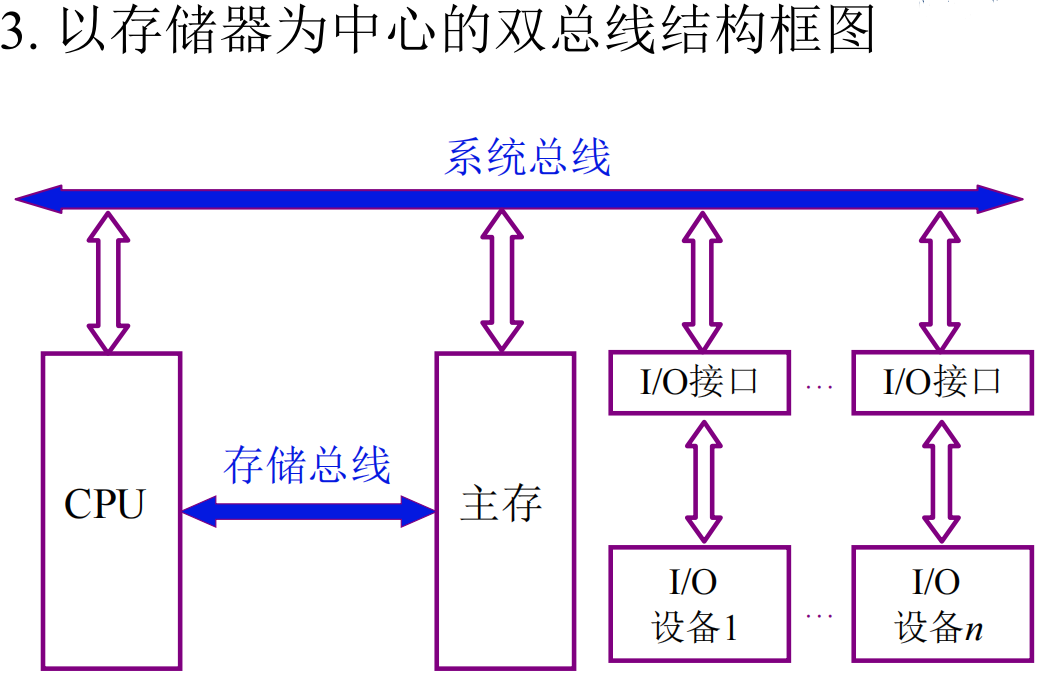 3. 以存储器为中心的双总线结构框图
系统总线
I/O接口 … I/O接口
存储总线
CPU
主存
I/O
设备1
…
I/O
设备n